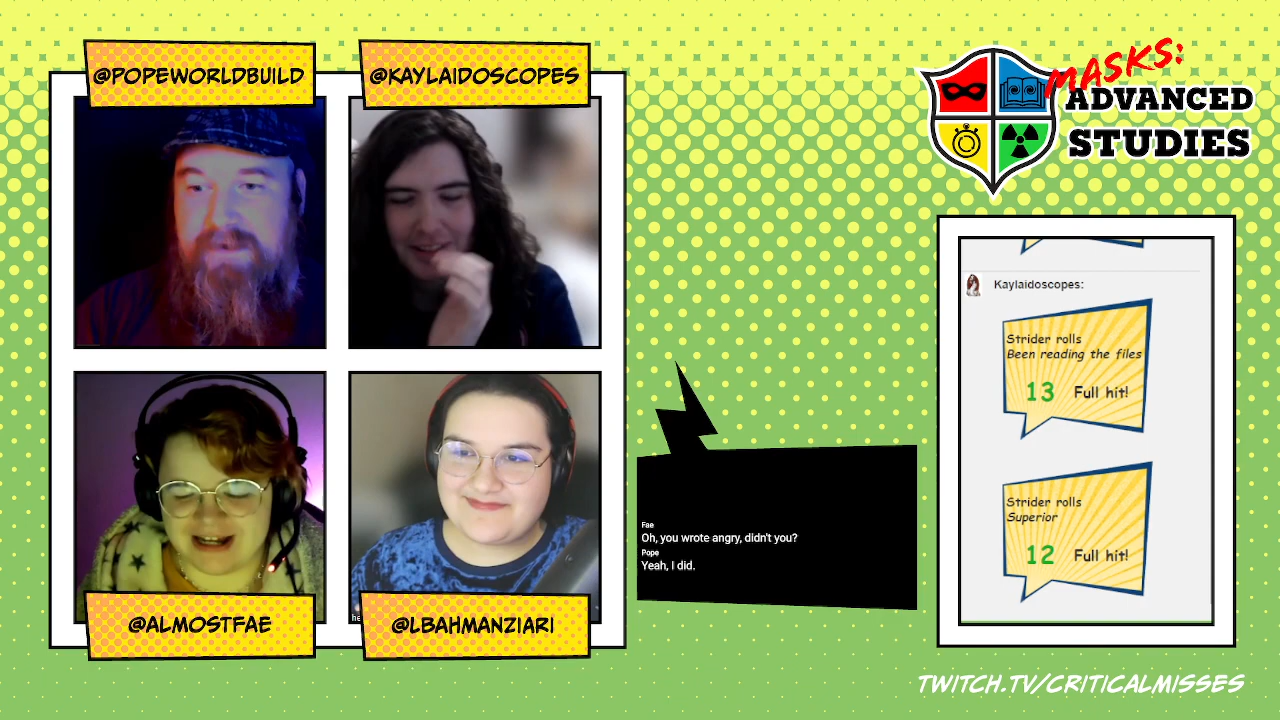 @POPEWORLDBUILD
@KAYLAIDOSCOPES
@ALMOSTFAE
@LBAHMANZIARI
he
Fae
Oh, you wrote angry, didn't you?
Pope
Yeah, I did.
MASKS:
ADVANCED
STUDIES
Kaylaidoscopes:
Strider rolls
Been reading the files
13 Full hit!
Strider rolls
Superior
12 Full hit!
TWITCH.TV/CRITICALMISSES